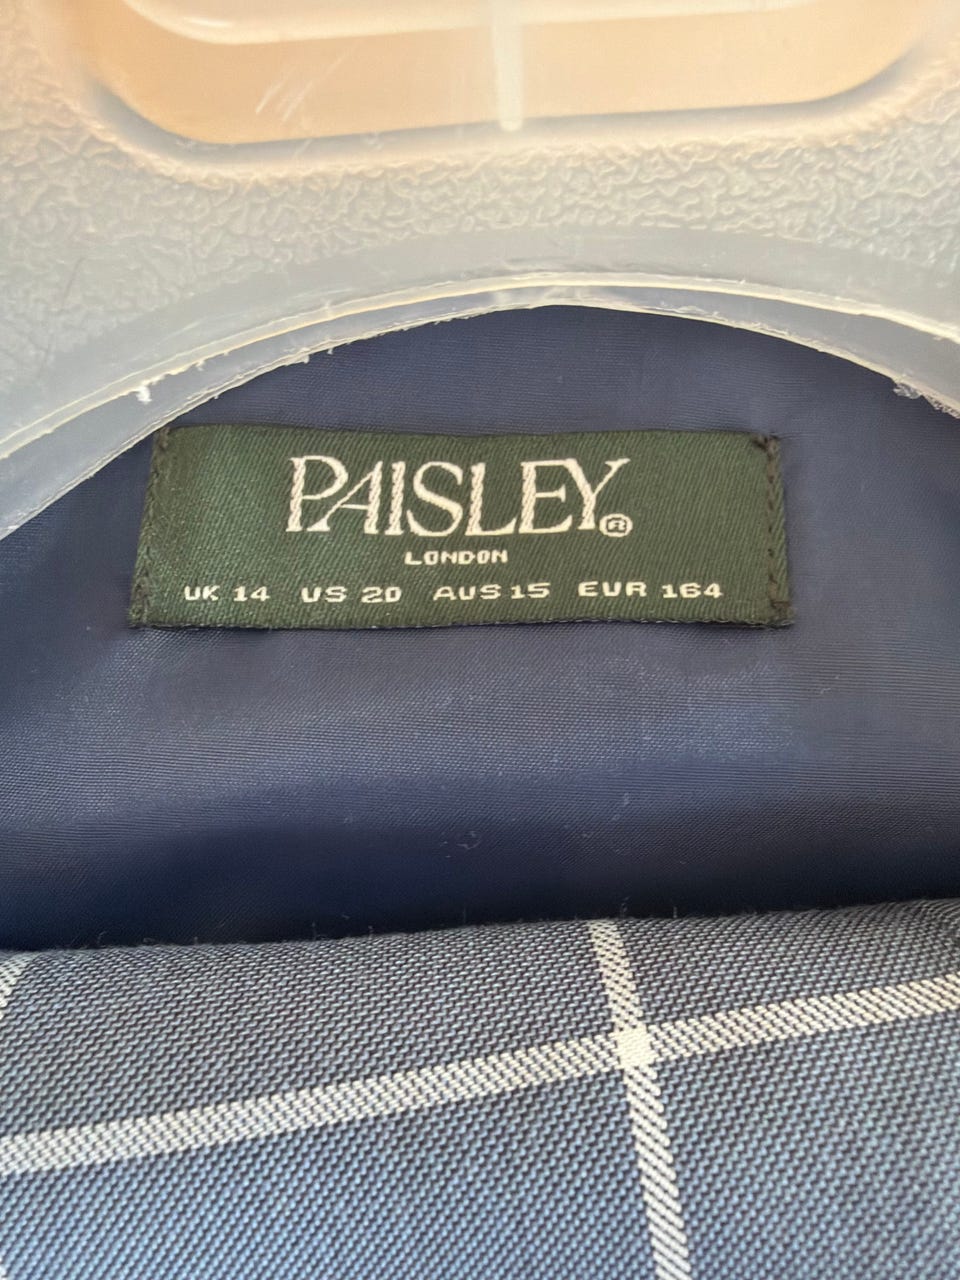 PAISLEY®
LONDON
UK 14 US 20 AUS 15 EUR 164